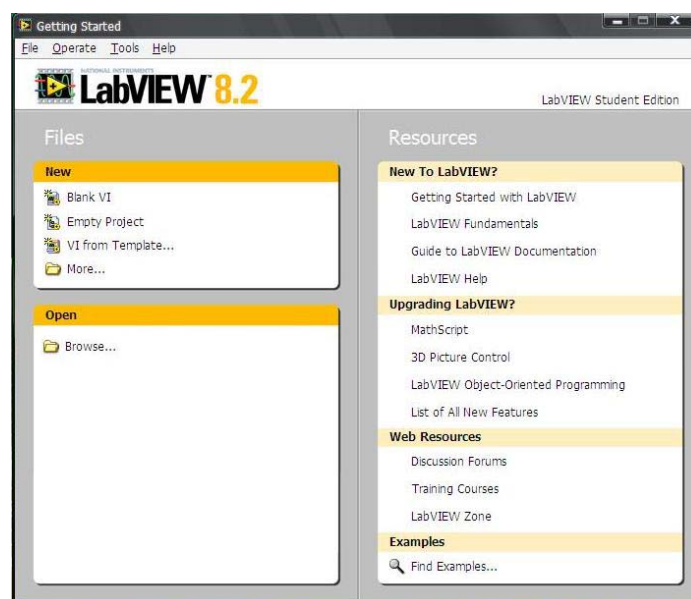 Getting Started
File Operate Tools Help
NATIONAL INSTRUMENTS
LabVIEW 8.2
LabVIEW Student Edition
Files
New
Blank VI
Empty Project
VI from Template...
More...
Open
Browse...
Resources
New To LabVIEW?
Getting Started with LabVIEW
LabVIEW Fundamentals
Guide to LabVIEW Documentation
LabVIEW Help
Upgrading LabVIEW?
MathScript
3D Picture Control
LabVIEW Object-Oriented Programming
List of All New Features
Web Resources
Discussion Forums
Training Courses
LabVIEW Zone
Examples
Find Examples...